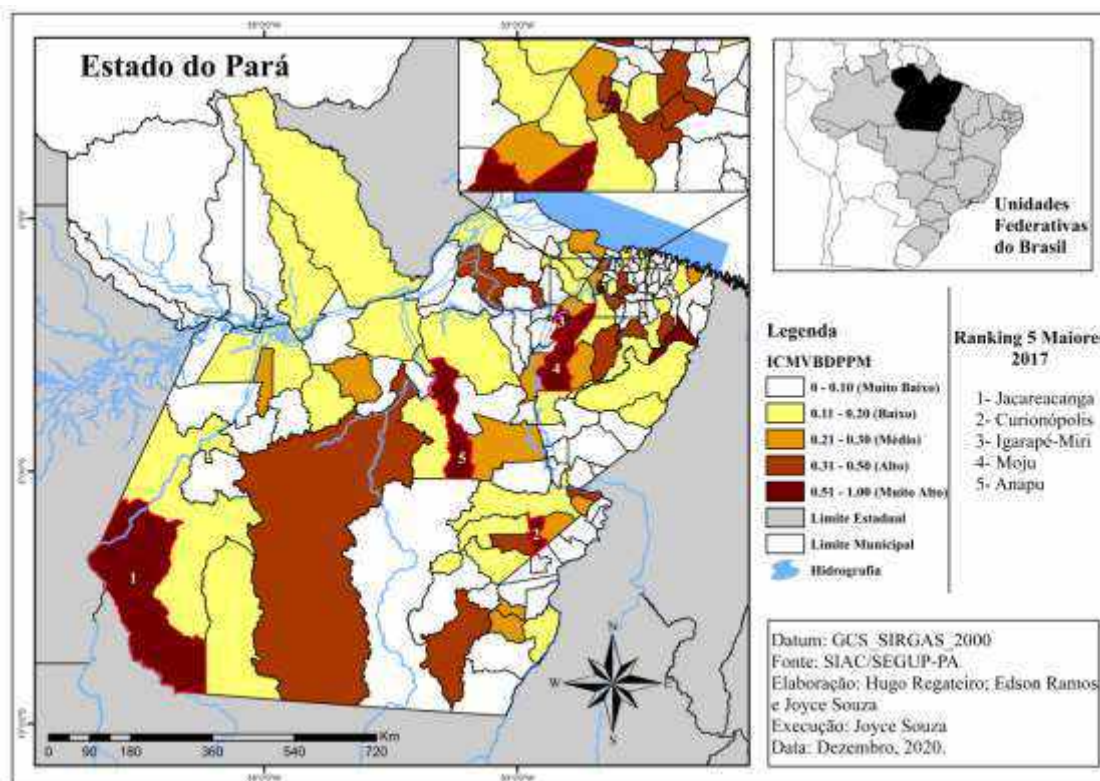 Estado do Pará
Unidades
Federativas
do Brasil
Legenda
ICMVBDPPM
0 - 0.10 (Muito Baixo)
0.11 - 0.20 (Baixo)
0.21 - 0.30 (Médio)
0.31 - 0.50 (Alto)
0.51 - 1.00 (Muito Alto)
Limite Estadual
Limite Municipal
Hidrografia
Ranking 5 Maiore
2017
1- Jacareacanga
2- Curionópolis
3- Igarapé-Miri
4- Moju
5- Anapu
3
4
5
2
1
N
W
E
S
Km
0 90 180 360 540 720
Datum: GCS_SIRGAS_2000
Fonte: SIAC/SEGUP-PA
Elaboração: Hugo Regateiro; Edson Ramos
e Joyce Souza
Execução: Joyce Souza
Data: Dezembro, 2020.